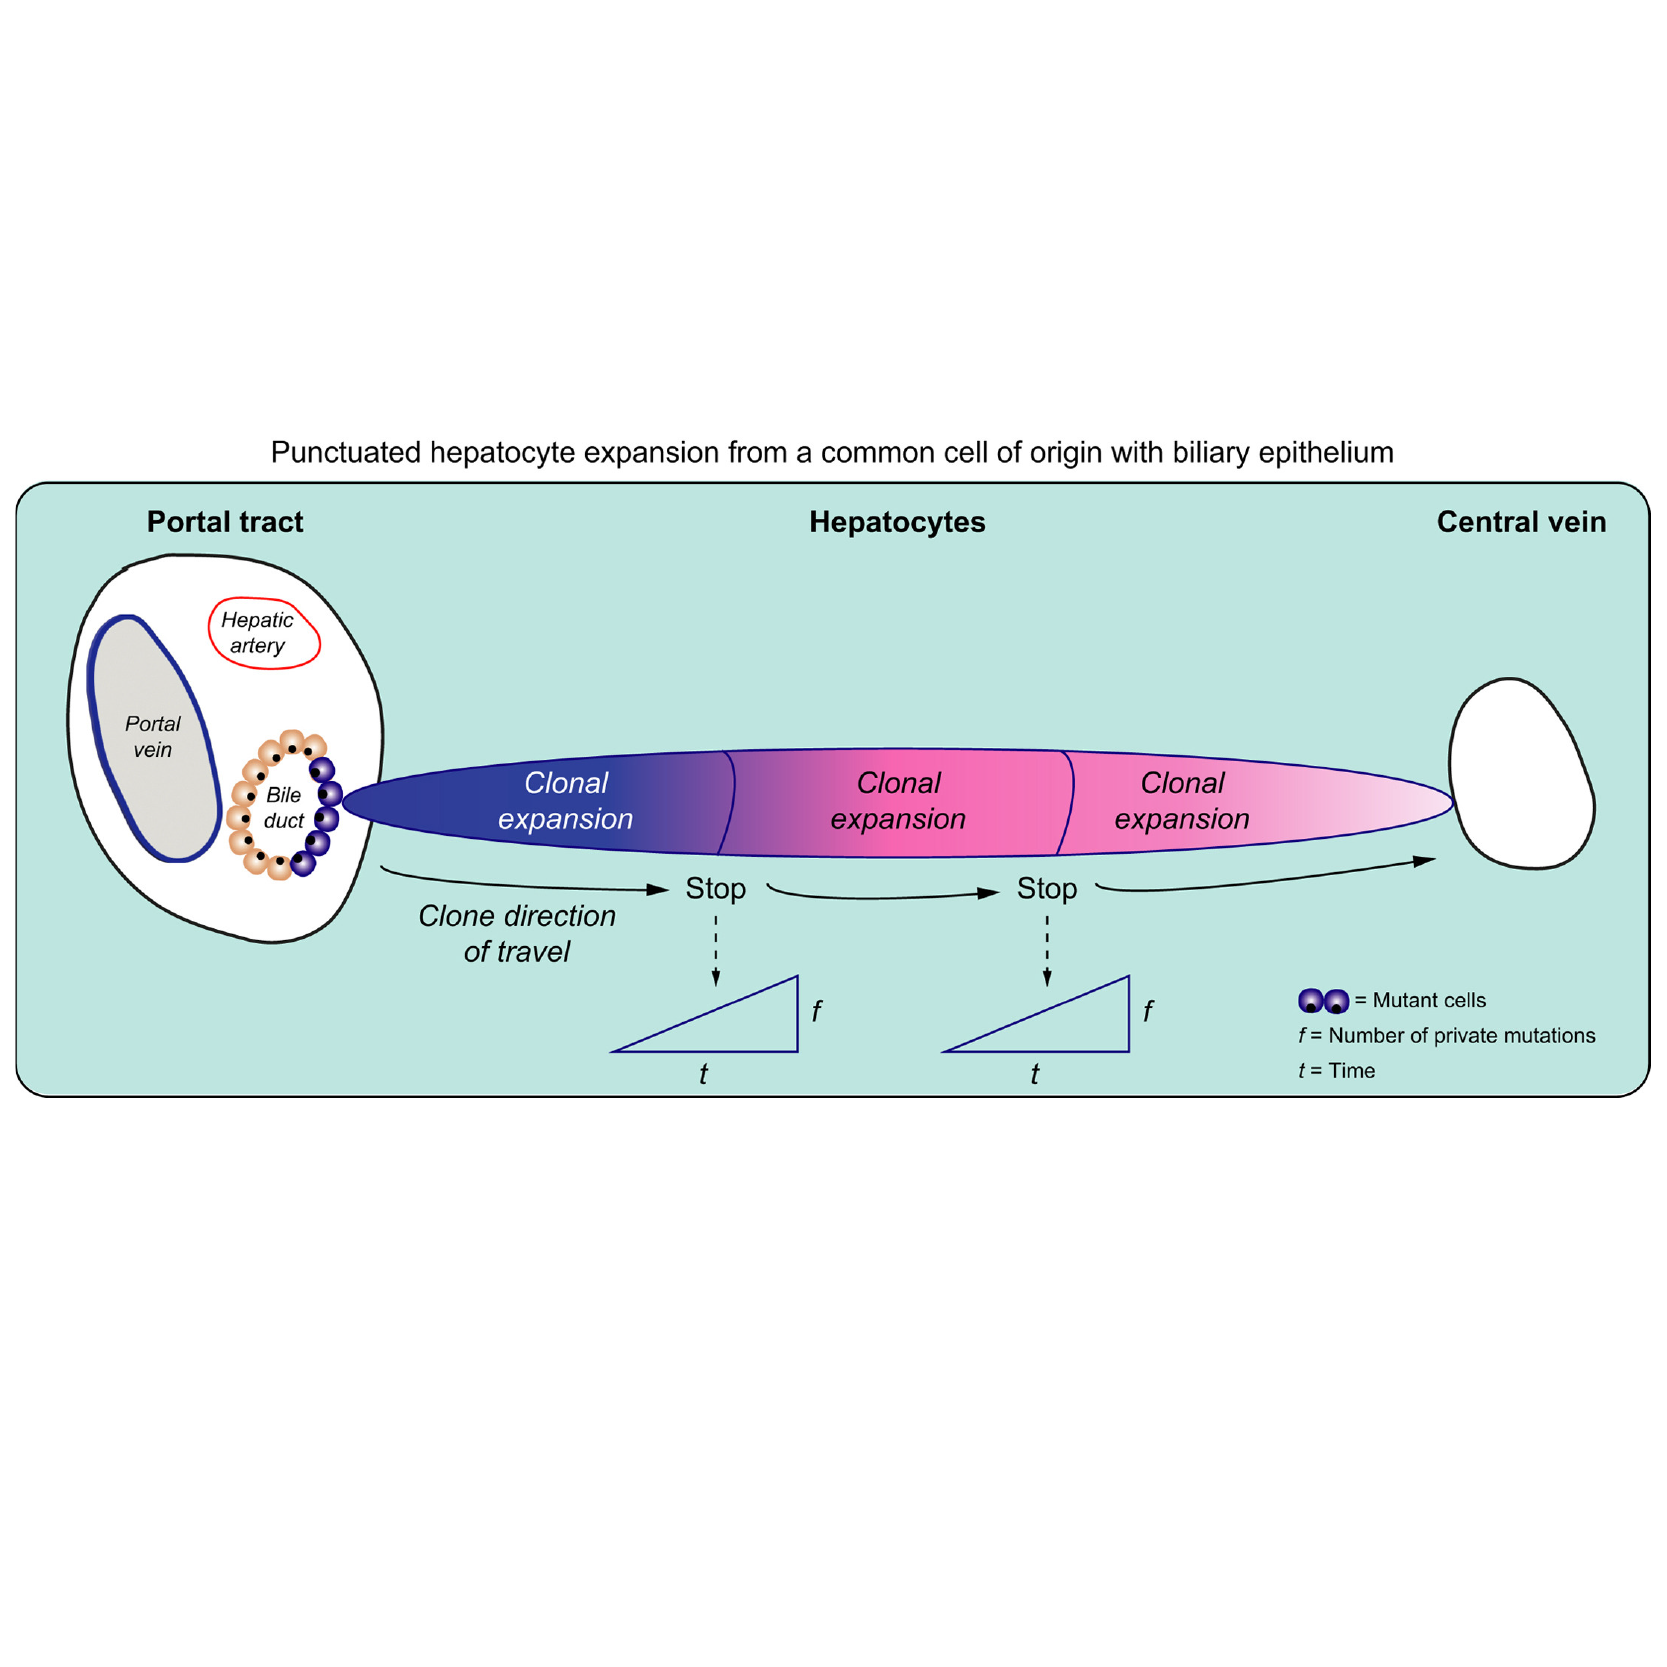 Punctuated hepatocyte expansion from a common cell of origin with biliary epithelium
Portal tract
Hepatocytes
Central vein
Hepatic
artery
Portal
vein
Bile
duct
Clonal
expansion
Clonal
expansion
Clonal
expansion
Stop
Stop
Clone direction
of travel
f
t
f
t
= Mutant cells
f = Number of private mutations
t = Time